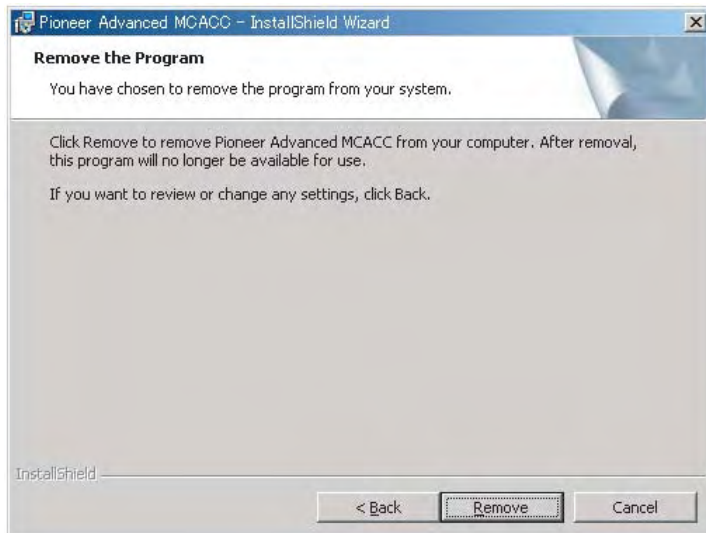 Pioneer Advanced MCACC - InstallShield Wizard
Remove the Program
You have chosen to remove the program from your system.
Click Remove to remove Pioneer Advanced MCACC from your computer. After removal,
this program will no longer be available for use.
If you want to review or change any settings, click Back.
InstallShield
< Back
Remove
Cancel